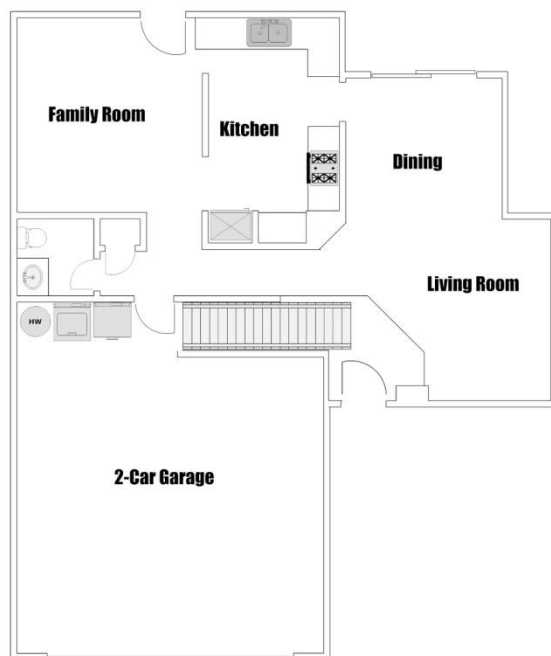 Family Room
Kitchen
Dining
Living Room
HW
2-Car Garage